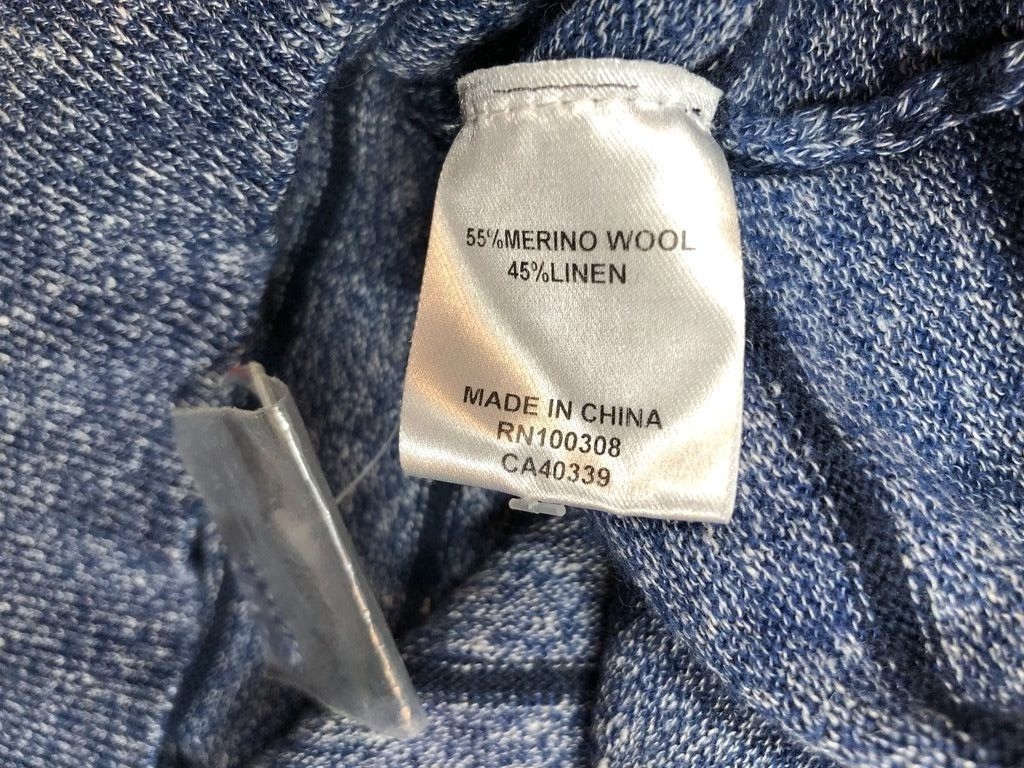 55%MERINO WOOL
45%LINEN
MADE IN CHINA
RN100308
CA40339